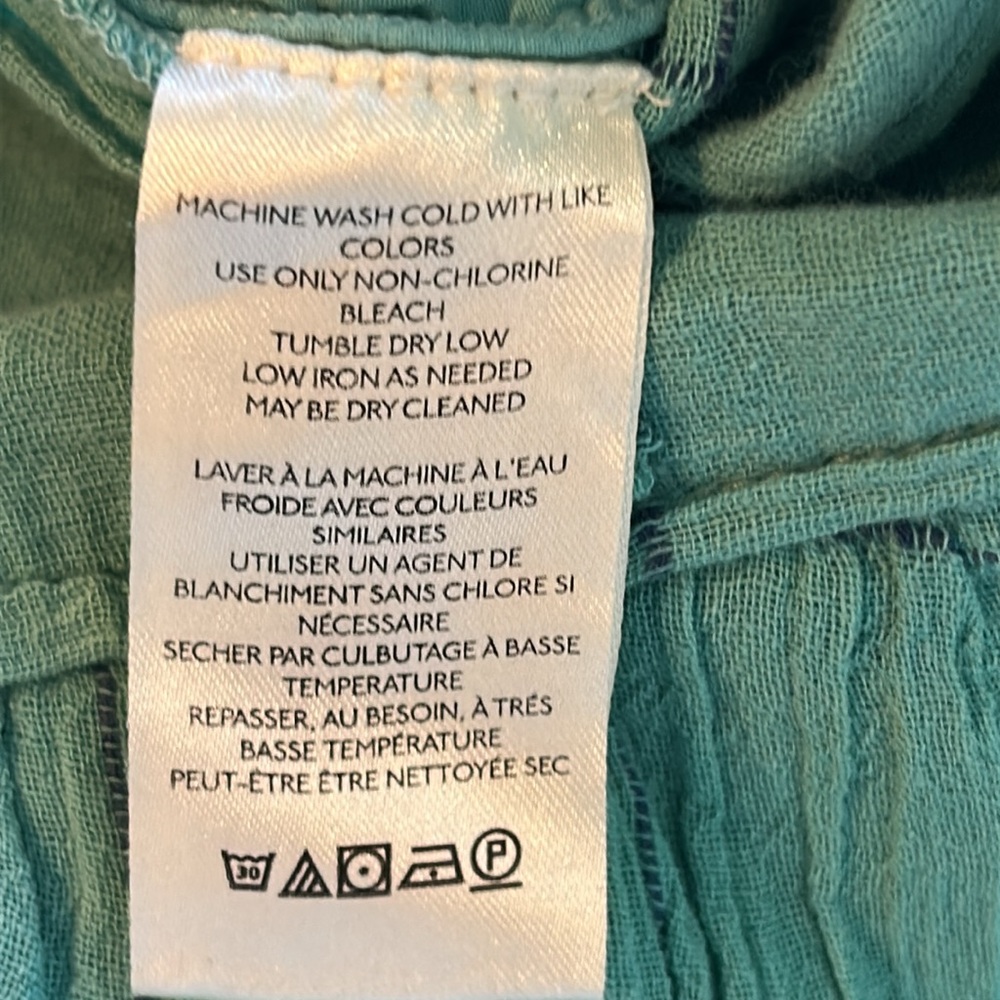 MACHINE WASH COLD WITH LIKE
COLORS
USE ONLY NON-CHLORINE
BLEACH
TUMBLE DRY LOW
LOW IRON AS NEEDED
MAY BE DRY CLEANED
LAVER À LA MACHINE À L'EAU
FROIDE AVEC COULEURS
SIMILAIRES
UTILISER UN AGENT DE
BLANCHIMENT SANS CHLORE SI
NÉCESSAIRE
SECHER PAR CULBUTAGE À BASSE
TEMPERATURE
REPASSER, AU BESOIN, À TRÉS
BASSE TEMPÉRATURE
PEUT-ÊTRE ÊTRE NETTOYÉE SEC
30 P